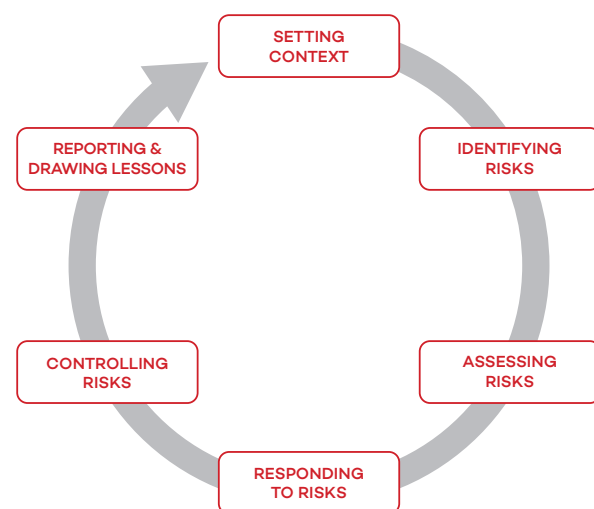 SETTING
CONTEXT
IDENTIFYING
RISKS
ASSESSING
RISKS
RESPONDING
TO RISKS
CONTROLLING
RISKS
REPORTING &
DRAWING LESSONS